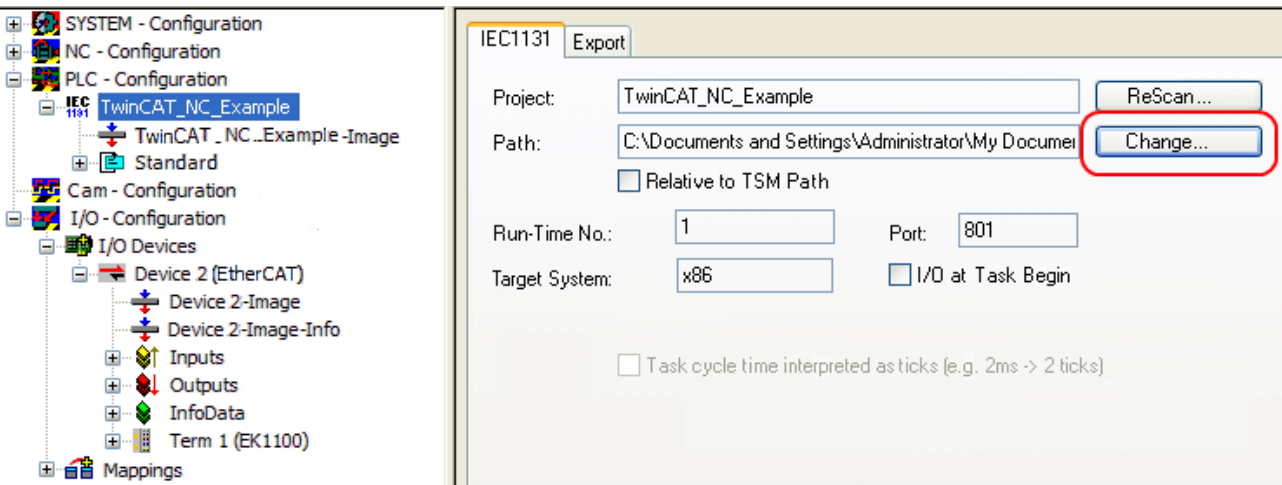 SYSTEM - Configuration
NC - Configuration
PLC - Configuration
IEC
1131
TwinCAT_NC_Example
TwinCAT_NC_Example-Image
Standard
Cam - Configuration
I/O - Configuration
I/O Devices
Device 2 (EtherCAT)
Device 2-Image
Device 2-Image-Info
Inputs
Outputs
InfoData
Term 1 (EK1100)
Mappings
IEC1131 Export
Project: TwinCAT_NC_Example ReScan...
Path: C:\Documents and Settings\Administrator\My Documen Change...
Relative to TSM Path
Run-Time No.: 1 Port: 801
Target System: x86 I/O at Task Begin
Task cycle time interpreted as ticks (e.g. 2ms -> 2 ticks)